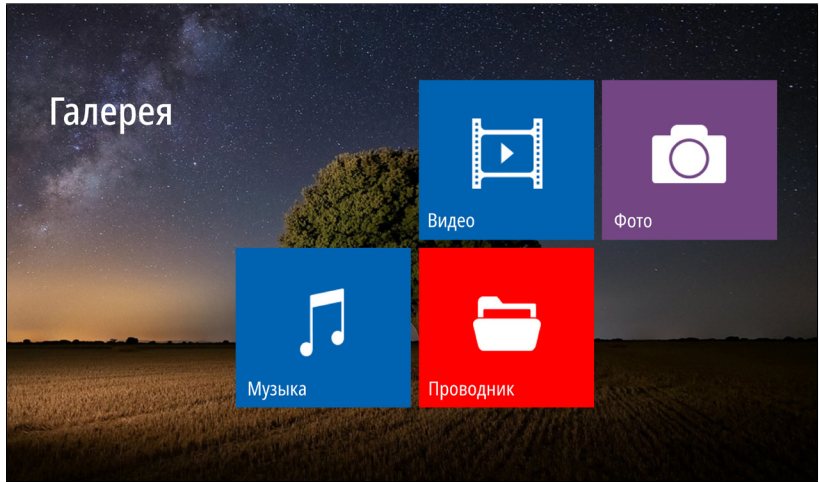 Галерея
Видео
Фото
Музыка
Проводник